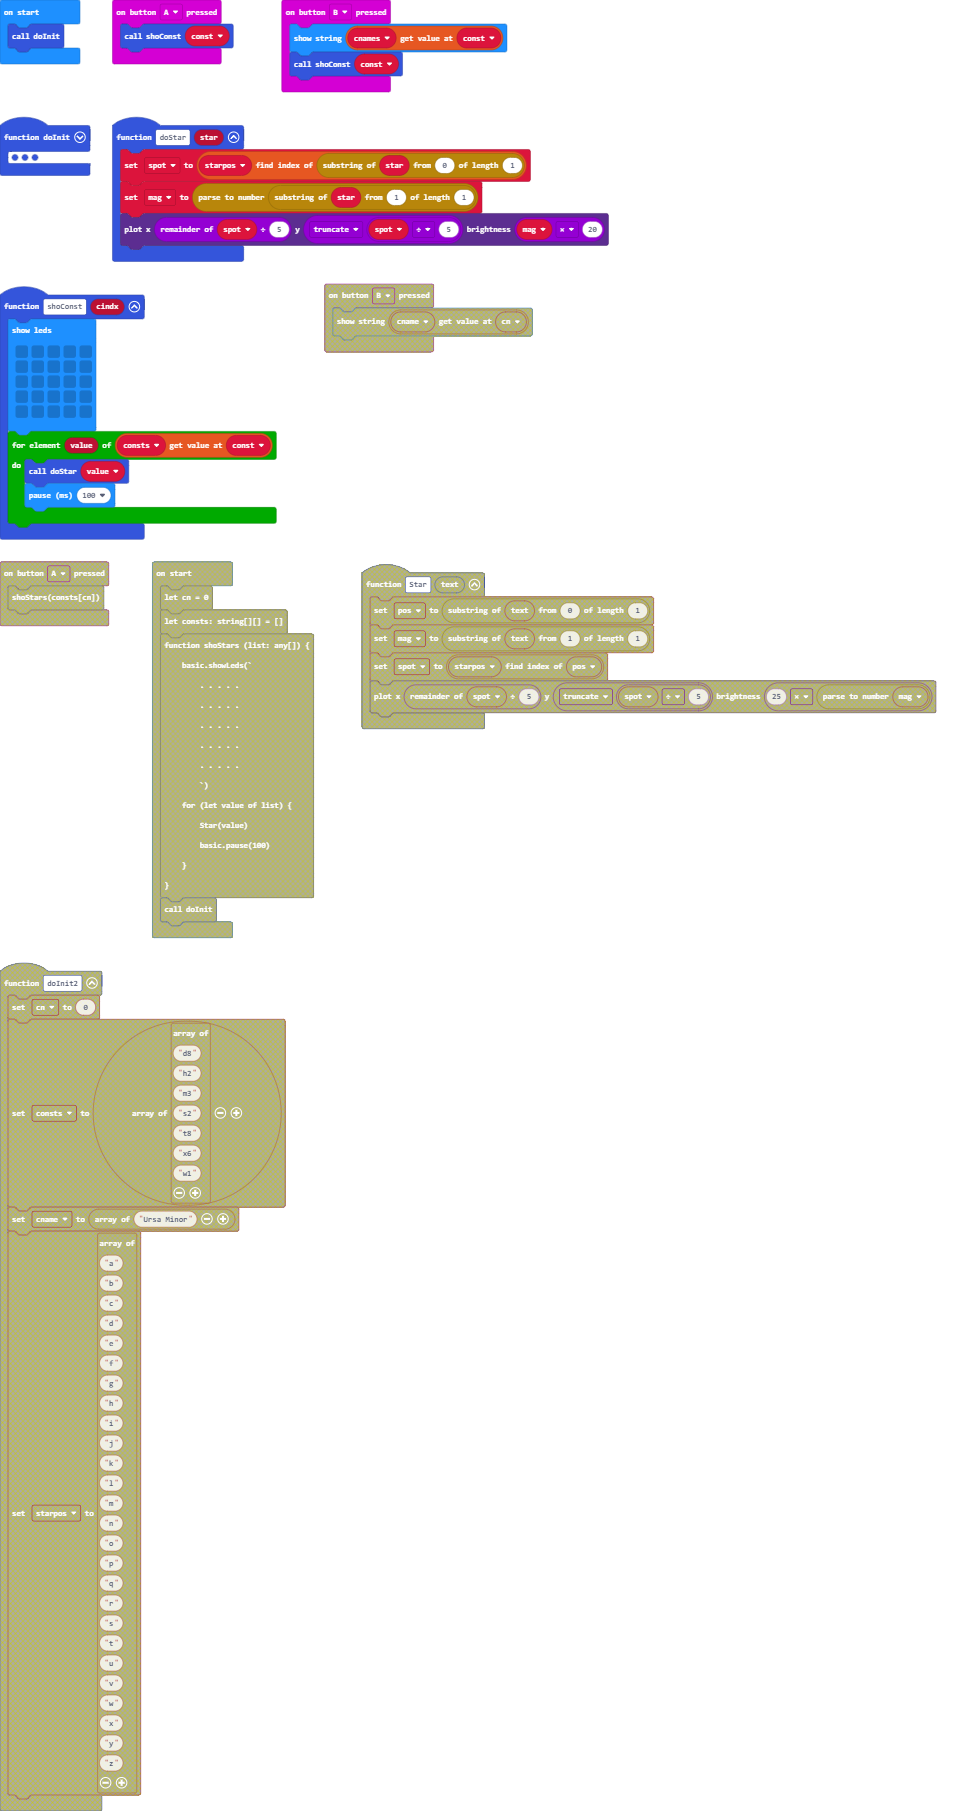 on start
call doInit
on button A pressed
call shoConst const
on button B pressed
show string cnames get value at const
call shoConst const
function doInit
function doStar star
set spot to starpos find index of substring of star from 0 of length 1
set mag to parse to number substring of star from 1 of length 1
plot x remainder of spot ÷ 5 y truncate spot ÷ 5 brightness mag × 20
function shoConst cindx
show leds
for element value of consts get value at const
do
call doStar value
pause (ms) 100
on button B pressed
show string cname get value at cn
on button A pressed
shoStars(consts[cn])
on start
let cn = 0
let consts: string[][] = []
function shoStars (list: any[]) {
basic.showLeds(`
. . . . .
. . . . .
. . . . .
. . . . .
. . . . .
`)
for (let value of list) {
Star(value)
basic.pause(100)
}
}
call doInit
function Star text
set pos to substring of text from 0 of length 1
set mag to substring of text from 1 of length 1
set spot to starpos find index of pos
plot x remainder of spot ÷ 5 y truncate spot ÷ 5 brightness 25 × parse to number mag
function doInit2
set cn to 0
set consts to array of
array of
"d8"
"h2"
"m3"
"s2"
"t8"
"x6"
"w1"
set cname to array of "Ursa Minor"
set starpos to
array of
"a"
"b"
"c"
"d"
"e"
"f"
"g"
"h"
"i"
"j"
"k"
"l"
"m"
"n"
"o"
"p"
"q"
"r"
"s"
"t"
"u"
"v"
"w"
"x"
"y"
"z"